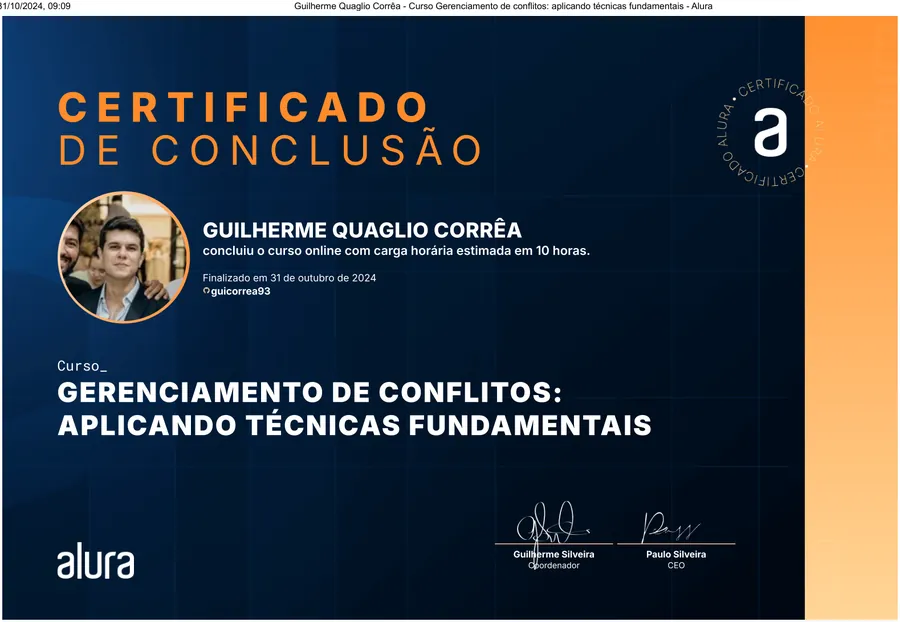 31/10/2024, 09:09
Guilherme Quaglio Corrêa - Curso Gerenciamento de conflitos: aplicando técnicas fundamentais - Alura
CERTIFICADO
DE CONCLUSÃO
CERTIFICADO ALURA • CERTIFICADO ALURA •
a
GUILHERME QUAGLIO CORRÊA
concluiu o curso online com carga horária estimada em 10 horas.
Finalizado em 31 de outubro de 2024
guicorrea93
Curso_
GERENCIAMENTO DE CONFLITOS:
APLICANDO TÉCNICAS FUNDAMENTAIS
alura
Guilherme Silveira
Coordenador
Paulo Silveira
CEO